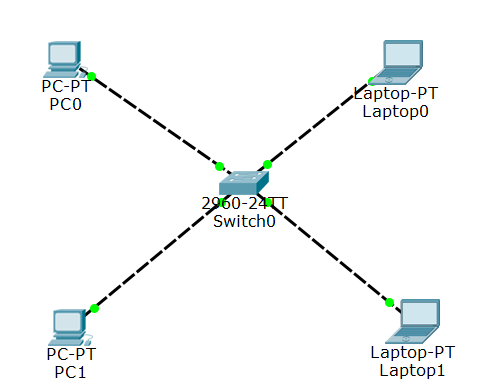 PC-PT
PC0
Laptop-PT
Laptop0
2960-24TT
Switch0
PC-PT
PC1
Laptop-PT
Laptop1